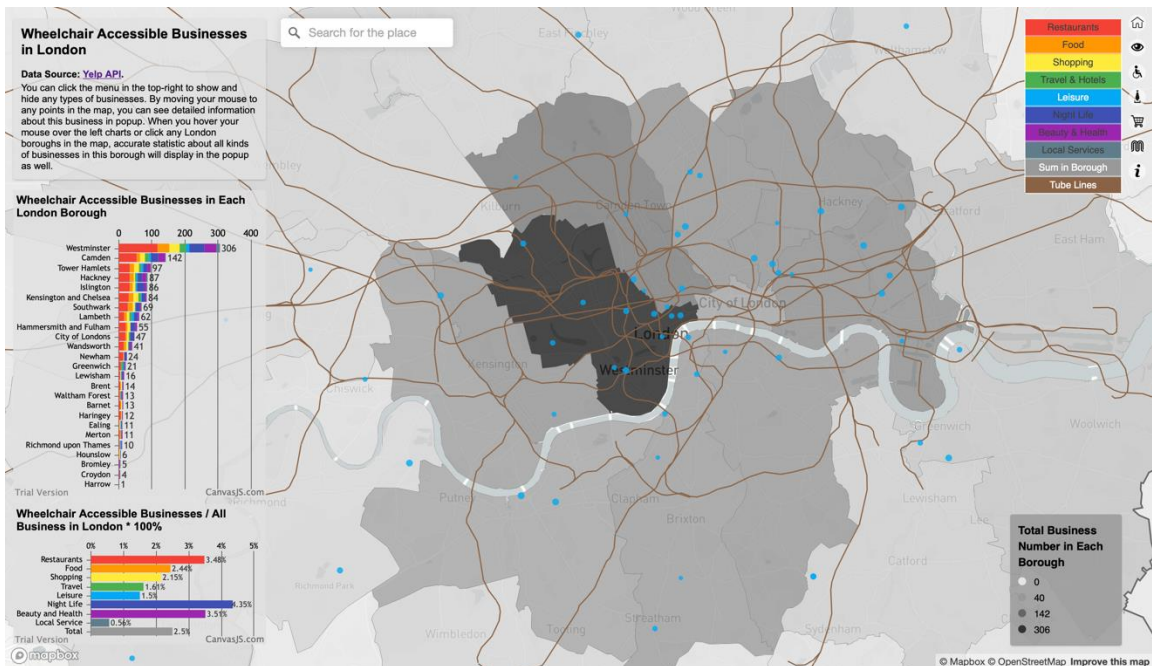 Wheelchair Accessible Businesses
in London
Data Source: Yelp API.
You can click the menu in the top-right to show and
hide any types of businesses. By moving your mouse to
any points in the map, you can see detailed information
about this business in popup. When you hover your
mouse over the left charts or click any London
boroughs in the map, accurate statistic about all kinds
of businesses in this borough will display in the popup
as well.
Search for the place
Restaurants
Food
Shopping
Travel & Hotels
Leisure
Night Life
Beauty & Health
Local Services
Sum in Borough
Tube Lines
Wheelchair Accessible Businesses in Each
London Borough
0 100 200 300 400
Westminster 306
Camden 142
Tower Hamlets 97
Hackney 87
Islington 86
Kensington and Chelsea 84
Southwark 69
Lambeth 62
Hammersmith and Fulham 55
City of Londons 47
Wandsworth 41
Newham 24
Greenwich 21
Lewisham 16
Brent 14
Waltham Forest 13
Barnet 13
Haringey 12
Ealing 11
Merton 11
Richmond upon Thames 10
Hounslow 6
Bromley 5
Croydon 4
Harrow 1
Trial Version CanvasJS.com
Wheelchair Accessible Businesses / All
Business in London * 100%
0% 1% 2% 3% 4% 5%
Restaurants 3.48%
Food 2.44%
Shopping 2.15%
Travel 1.61%
Leisure 1.5%
Night Life 4.35%
Beauty and Health 3.51%
Local Service 0.56%
Total 2.5%
Trial Version CanvasJS.com
mapbox
Wood Green
East Finchley
Walthamstow
Kilburn
Camden Town
Hackney
Stratford
East Ham
City of London
London
Kensington
Westminster
Chiswick
Greenwich
Woolwich
Putney
Clapham
Brixton
Lewisham
Lee
Catford
Richmond
Richmond Park
Wimbledon
Tooting
Streatham
Sydenham
Total Business
Number in Each
Borough
0
40
142
306
© Mapbox © OpenStreetMap Improve this map